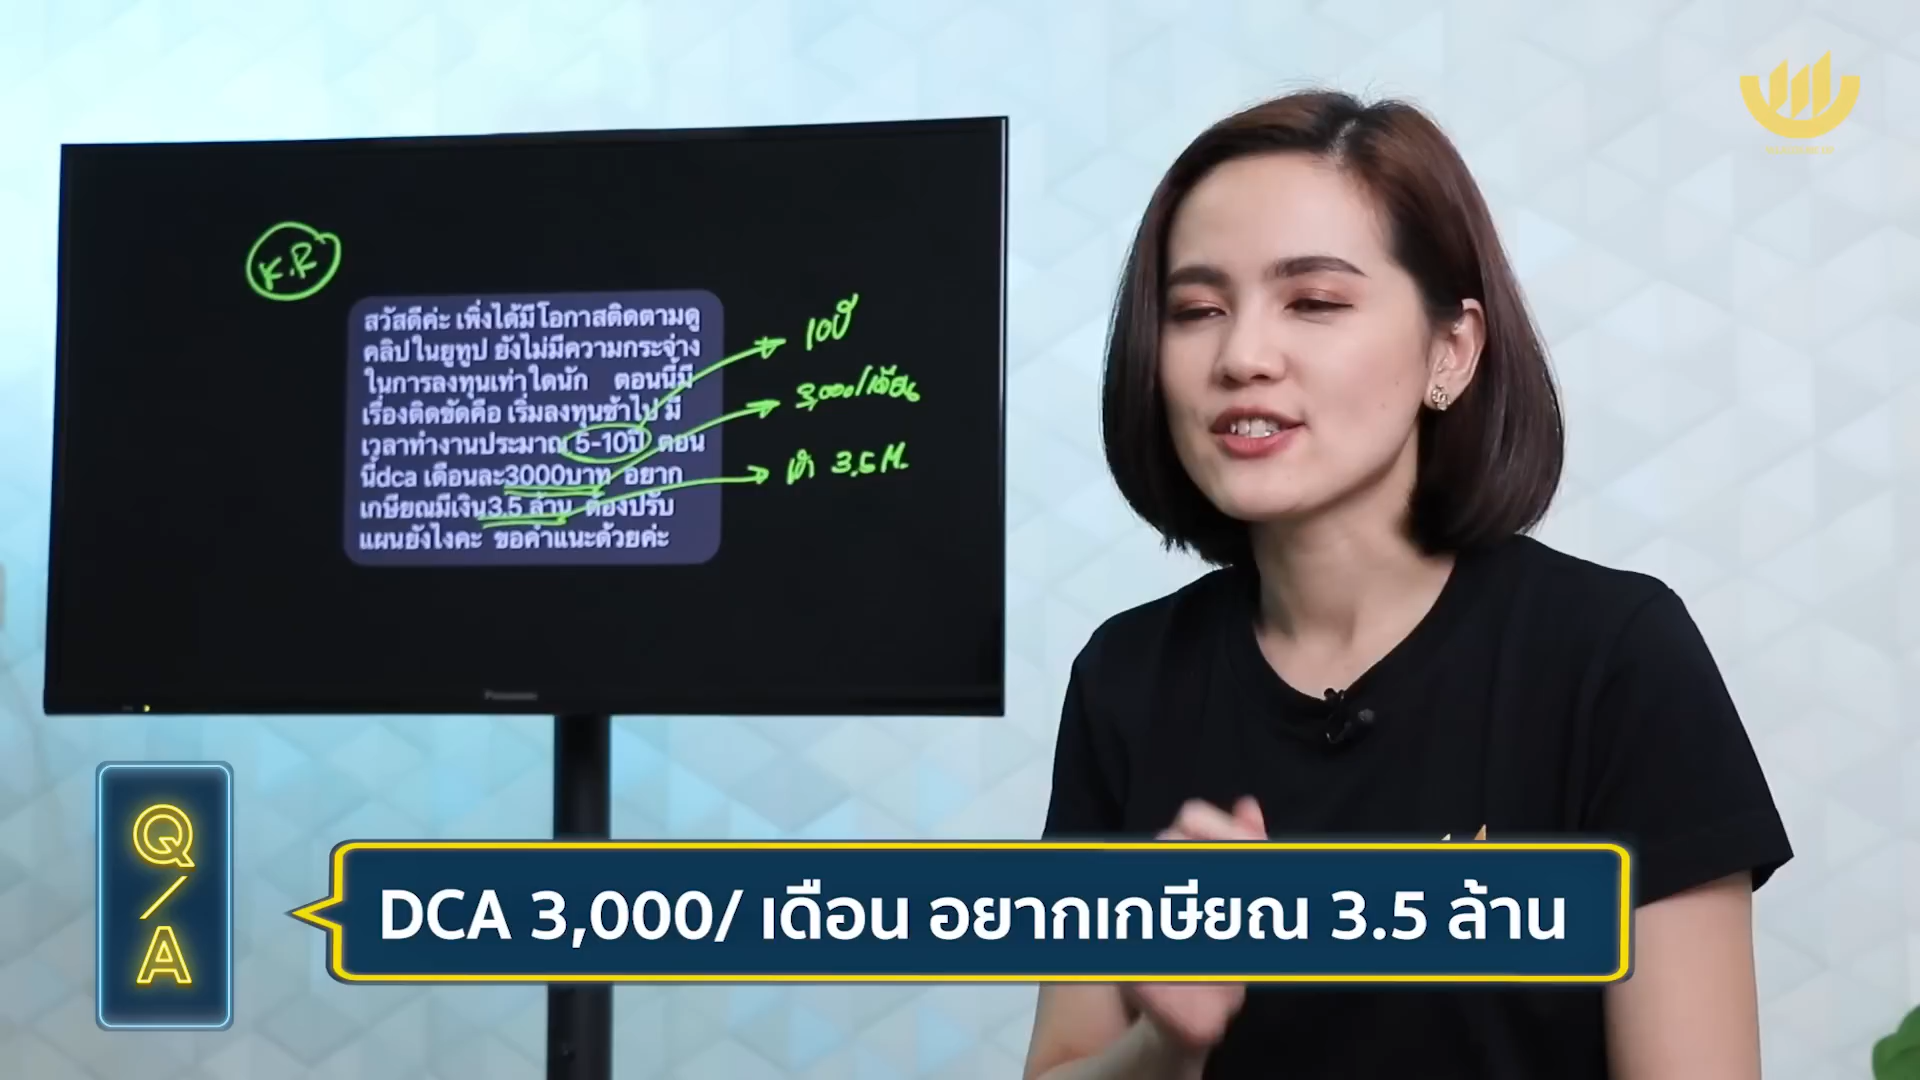 K.R
สวัสดีค่ะ เพิ่งได้มีโอกาสติดตามดู
คลิปในยูทูป ยังไม่มีความกระจ่าง
ในการลงทุนเท่าใดนัก ตอนนี้มี
เรื่องติดขัดคือ เริ่มลงทุนช้าไป มี
เวลาทำงานประมาณ 5-10ปี ตอน
นี้dca เดือนละ3000บาท อยาก
เกษียณมีเงิน3.5 ล้าน ต้องปรับ
แผนยังไงคะ ขอคำแนะด้วยค่ะ
10ปี
3,000/เดือน
3.5 M.
Panasonic
Q/A
DCA 3,000/ เดือน อยากเกษียณ 3.5 ล้าน